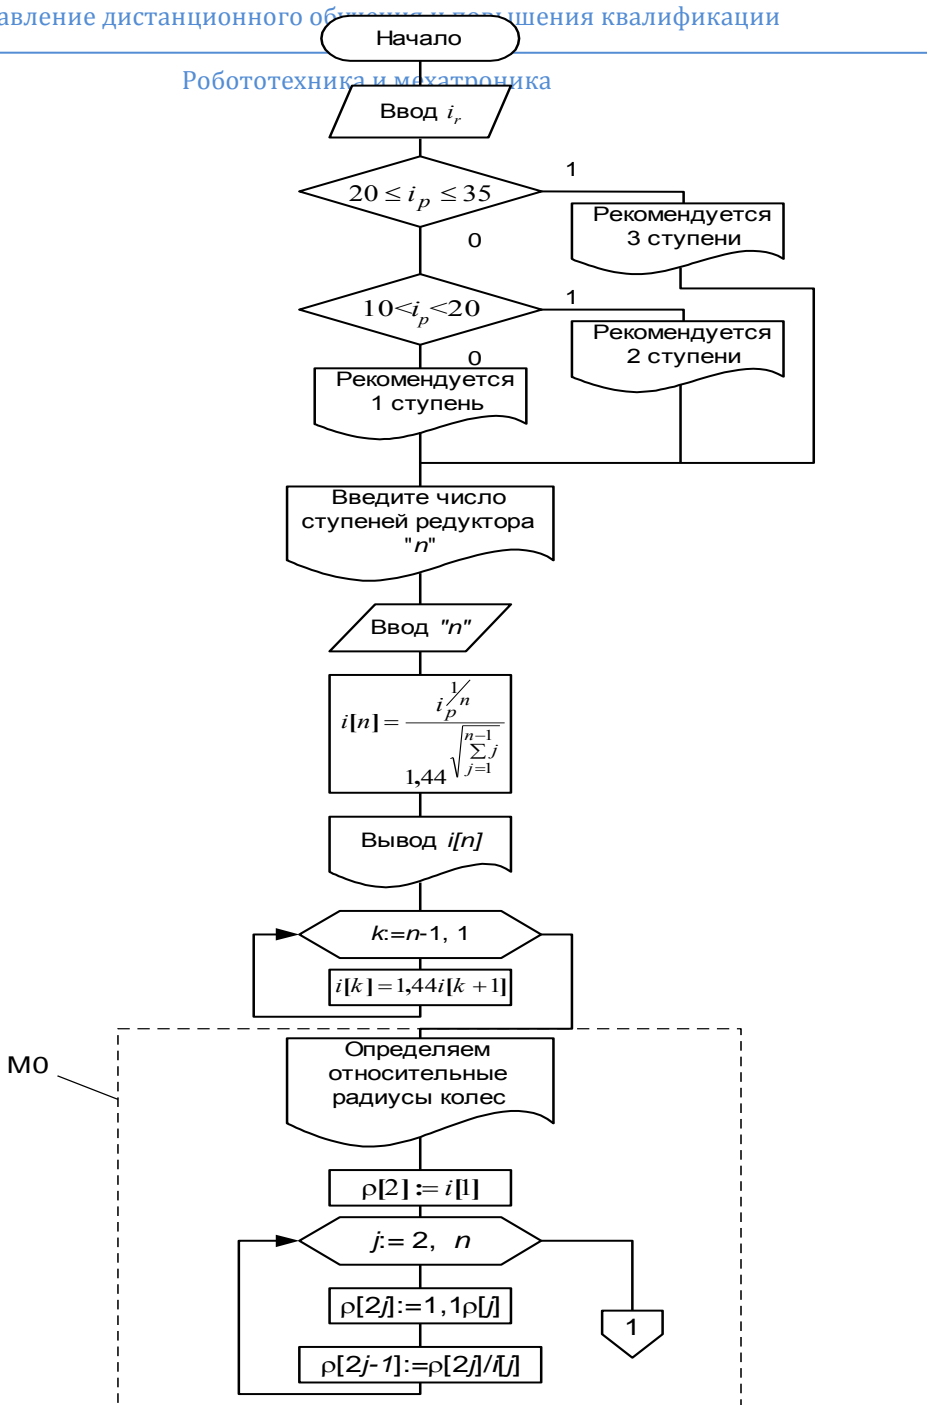 авление дистанционного обучения и повышения квалификации
Начало
Робототехника и мехатроника
Ввод i_r
20 ≤ i_p ≤ 35
1
0
Рекомендуется
3 ступени
10<i_p<20
1
0
Рекомендуется
2 ступени
Рекомендуется
1 ступень
Введите число
ступеней редуктора
"n"
Ввод "n"
i[n] = i_p^{1/n} / 1,44^{√(∑_{j=1}^{n−1} j)}
Вывод i[n]
k:=n-1, 1
i[k] = 1,44i[k + 1]
М0
Определяем
относительные
радиусы колес
ρ[2] := i[1]
j:= 2, n
ρ[2j]:=1,1ρ[j]
1
ρ[2j-1]:=ρ[2j]/i[j]